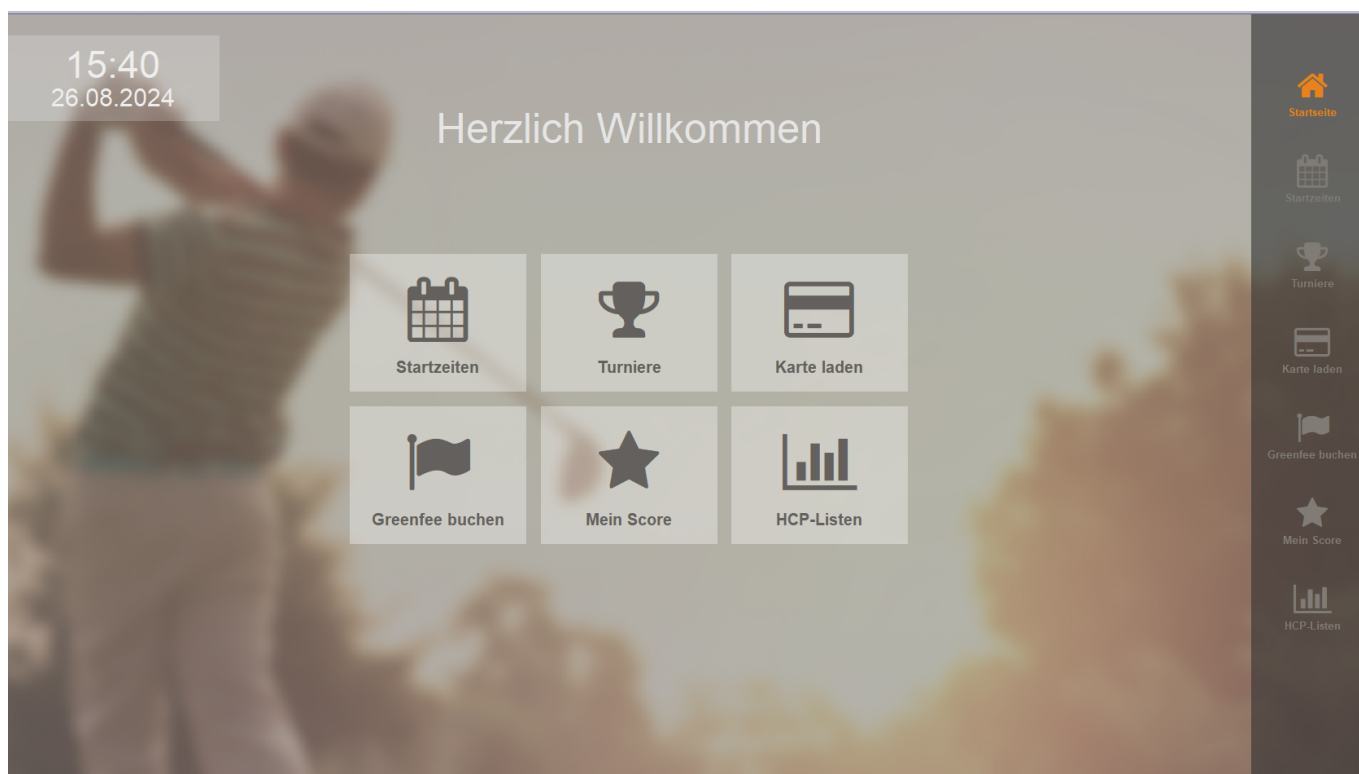 15:40
26.08.2024
Herzlich Willkommen
Startzeiten
Turniere
Karte laden
Greenfee buchen
Mein Score
HCP-Listen
Startseite
Startzeiten
Turniere
Karte laden
Greenfee buchen
Mein Score
HCP-Listen